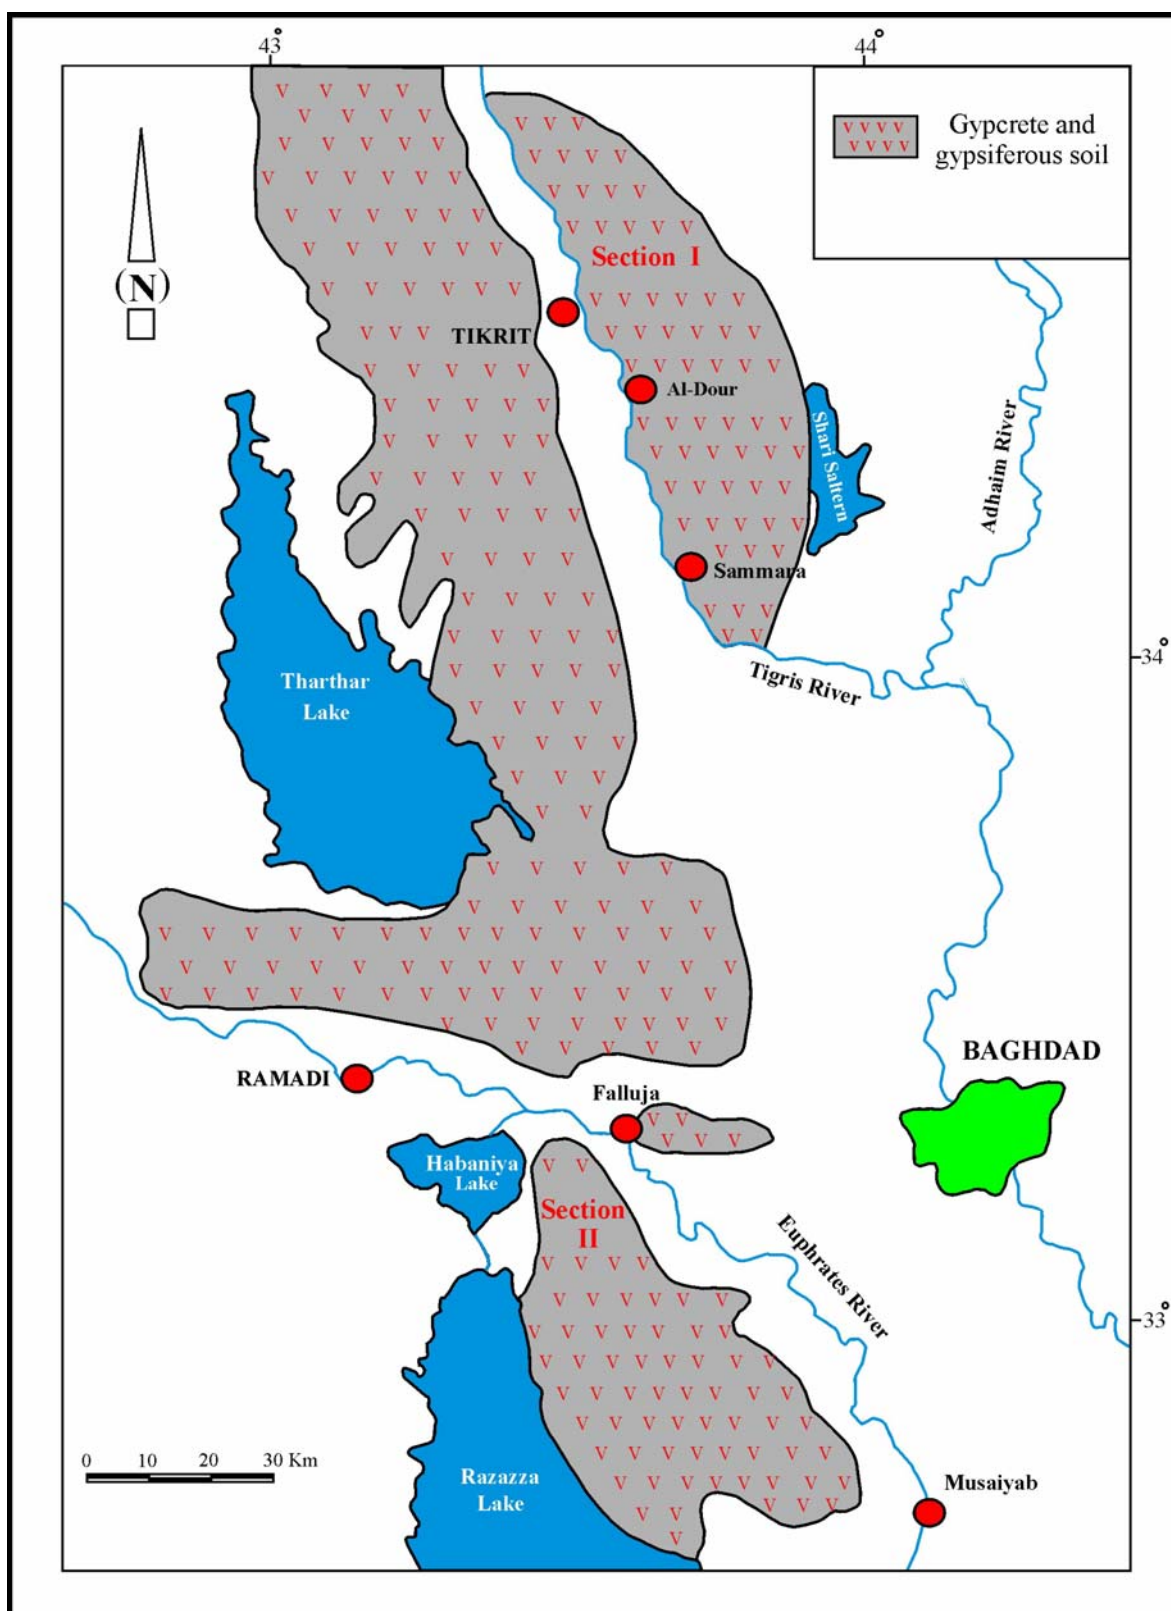 43°
44°
V V V V
V V V V
Gypcrete and
gypsiferous soil
Section I
(N)
TIKRIT
Al-Dour
Shari Saltern
Adhaim River
Sammara
34°
Tigris River
Tharthar
Lake
BAGHDAD
RAMADI
Falluja
Habaniya
Lake
Section
II
Euphrates River
33°
0 10 20 30 Km
Razazza
Lake
Musaiyab